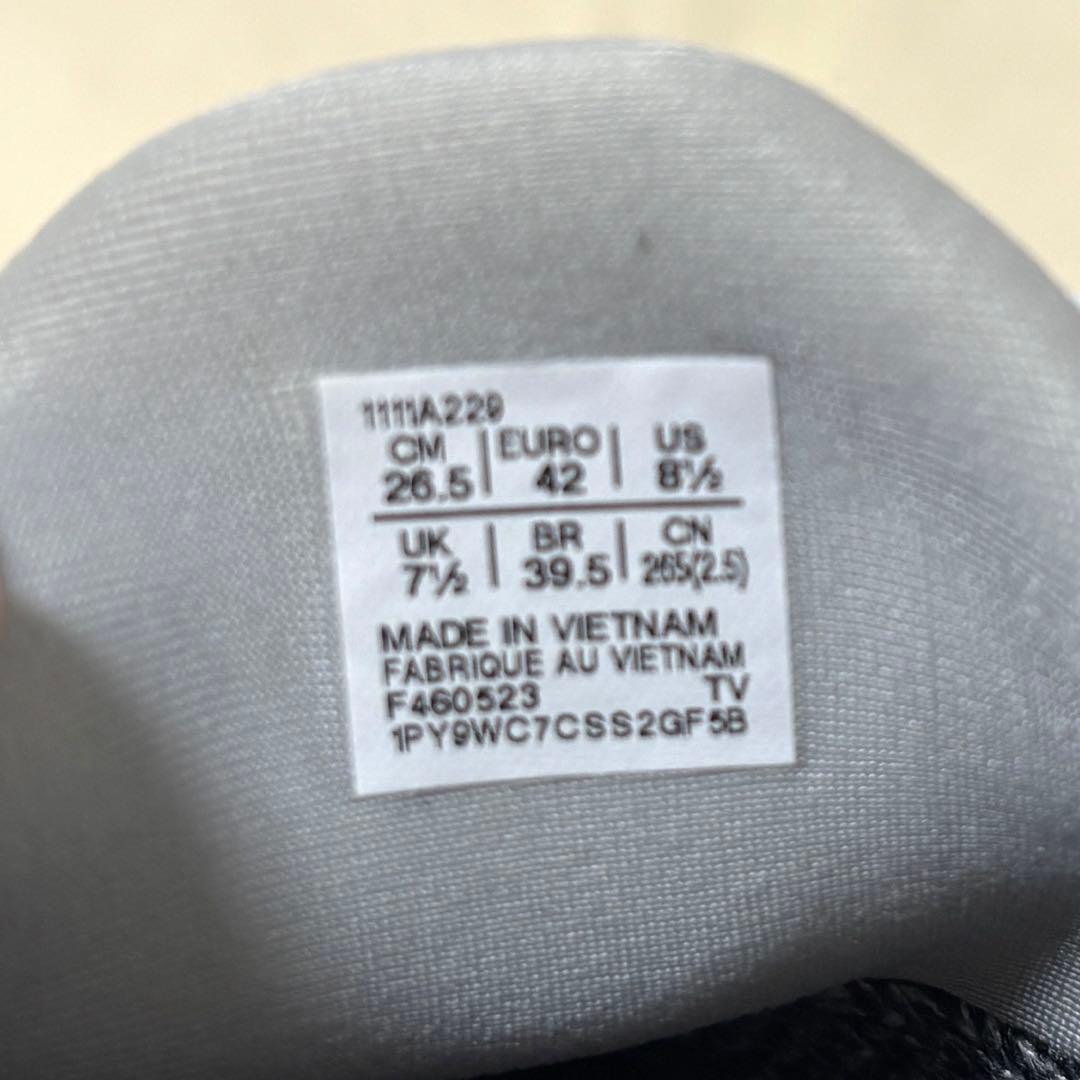 1111A229
CM | EURO | US
26.5 | 42 | 8½
UK | BR | CN
7½ | 39.5 | 265(2.5)
MADE IN VIETNAM
FABRIQUE AU VIETNAM
F460523 TV
1PY9WC7CSS2GF5B